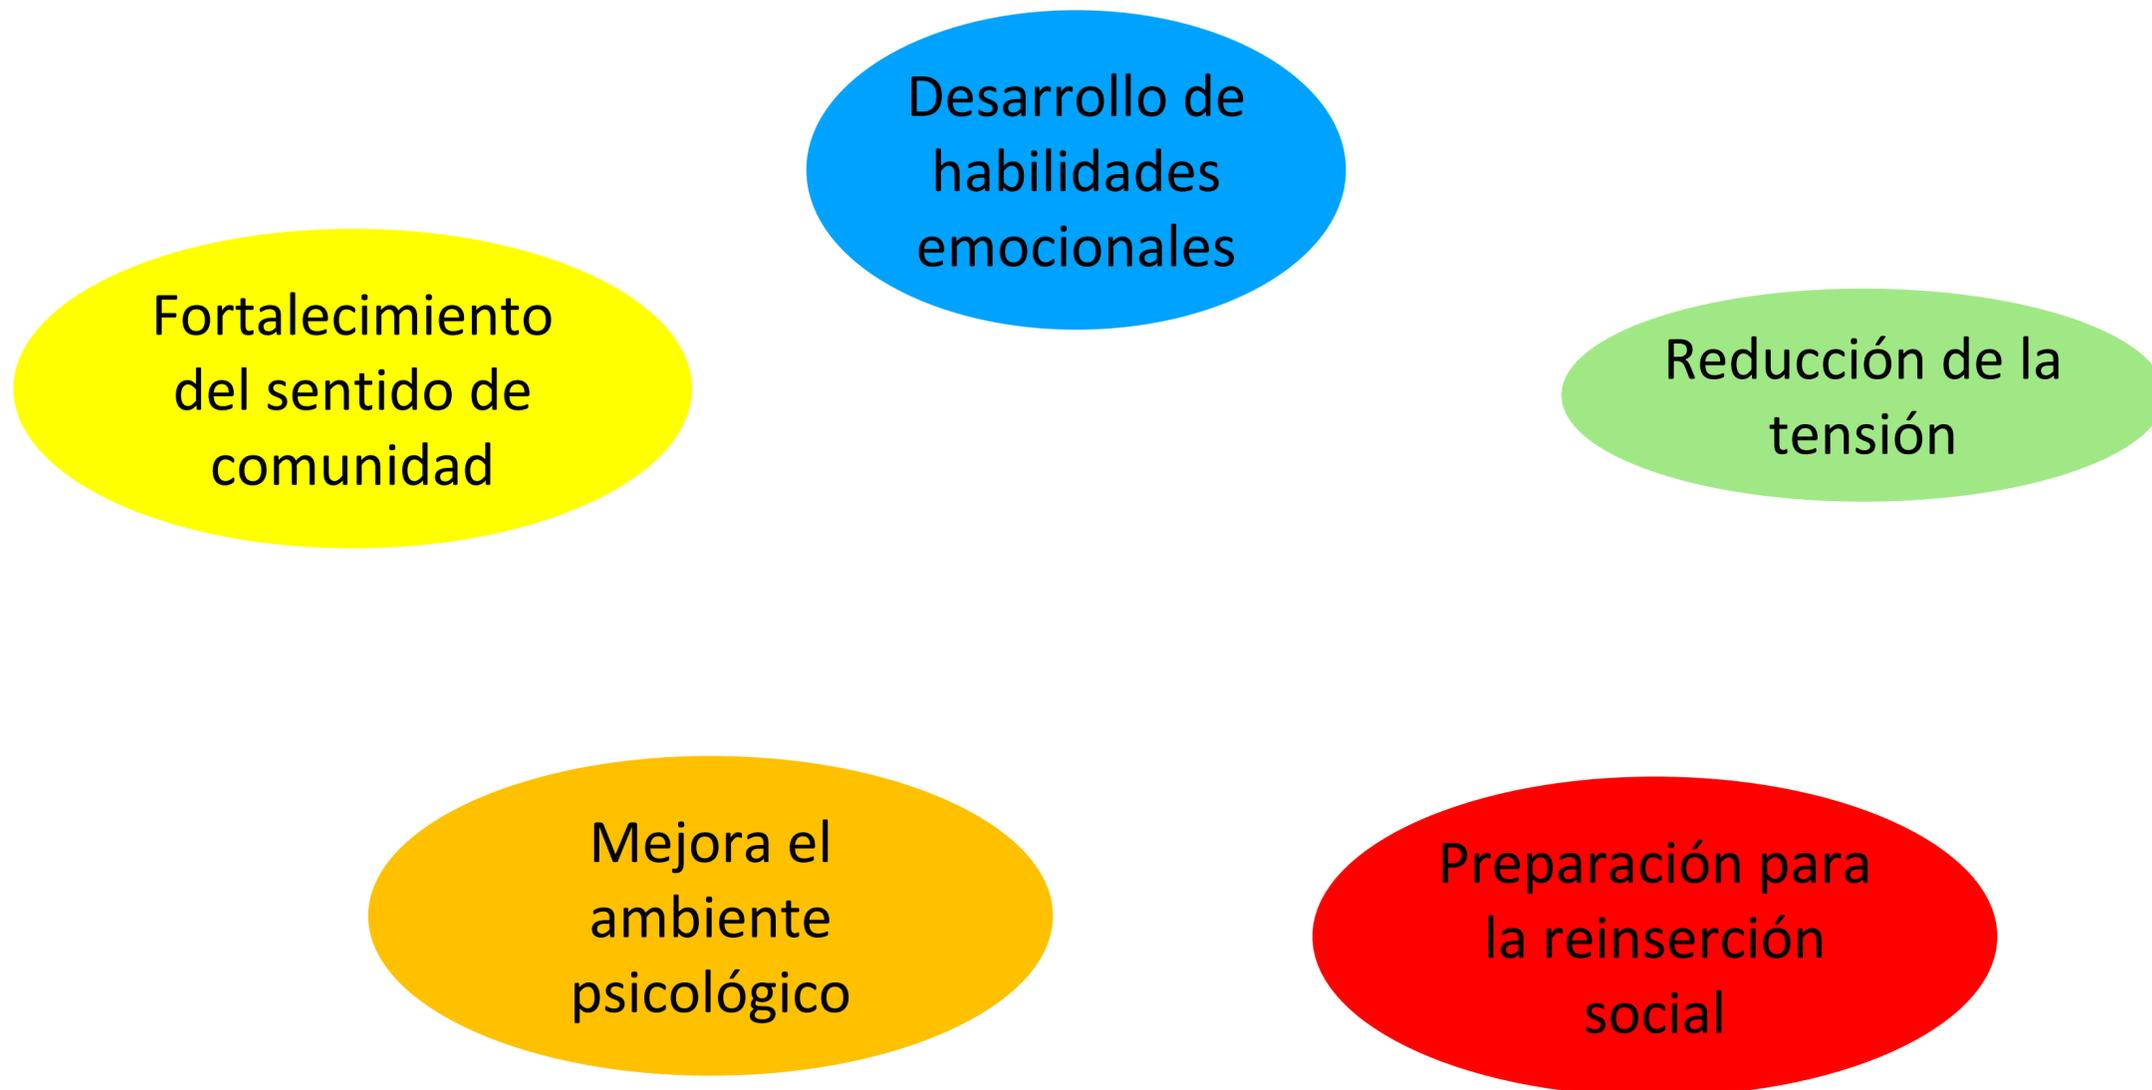 Desarrollo de
habilidades
emocionales
Fortalecimiento
del sentido de
comunidad
Reducción de la
tensión
Mejora el
ambiente
psicológico
Preparación para
la reinserción
social